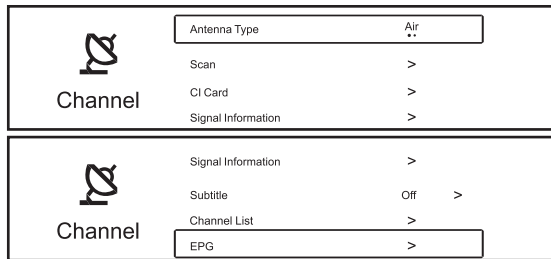 Antenna Type Air
Scan >
CI Card >
Channel
Signal Information >
Signal Information >
Subtitle Off >
Channel List >
Channel
EPG >